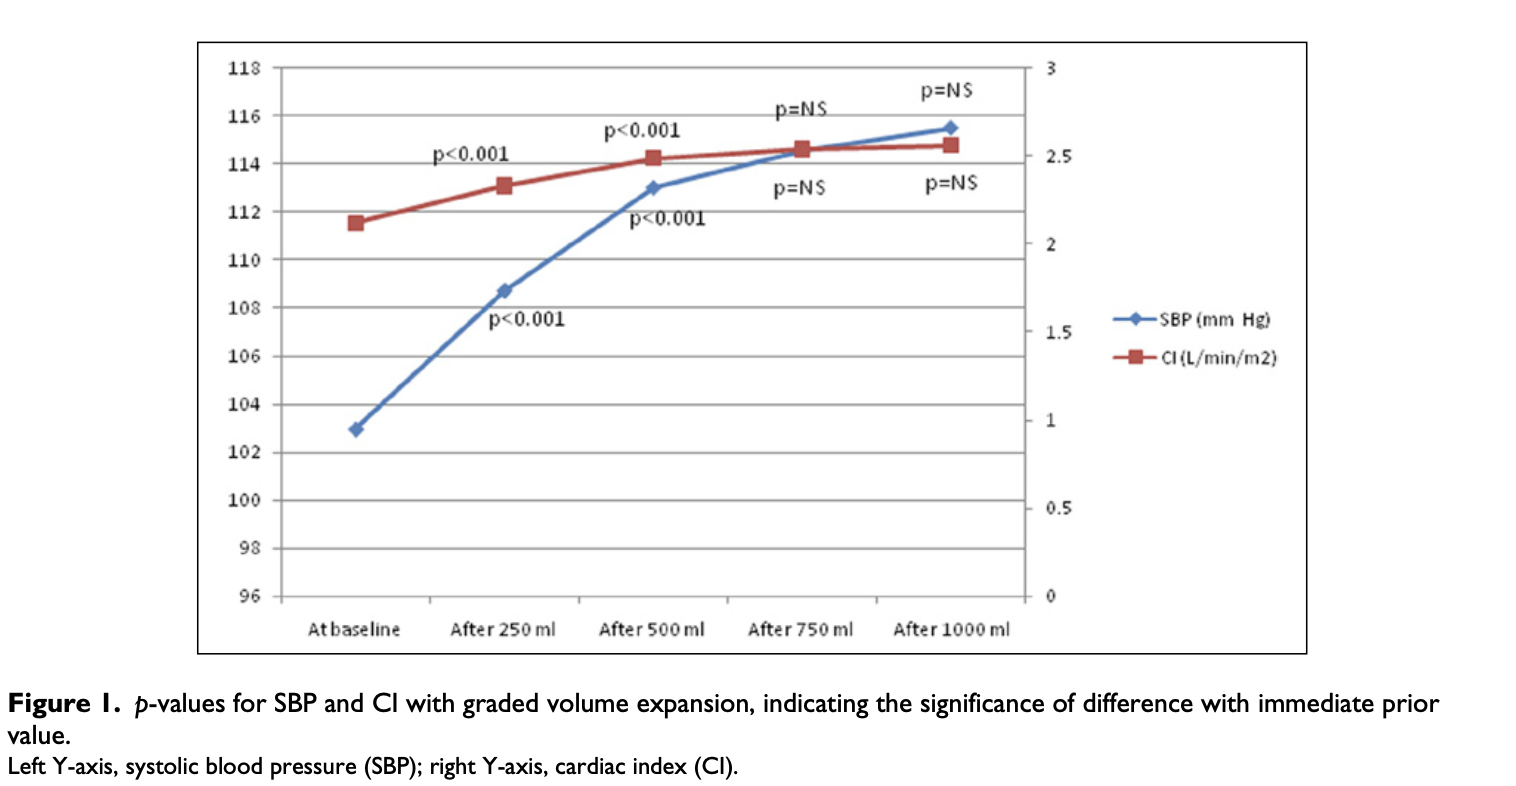 118
116
114
112
110
108
106
104
102
100
98
96
3
2.5
2
1.5
1
0.5
0
p<0.001
p<0.001
p=NS
p=NS
p<0.001
p<0.001
p=NS
p=NS
At baseline
After 250 ml
After 500 ml
After 750 ml
After 1000 ml
SBP (mm Hg)
CI (L/min/m2)
Figure 1. p-values for SBP and CI with graded volume expansion, indicating the significance of difference with immediate prior
value.
Left Y-axis, systolic blood pressure (SBP); right Y-axis, cardiac index (CI).